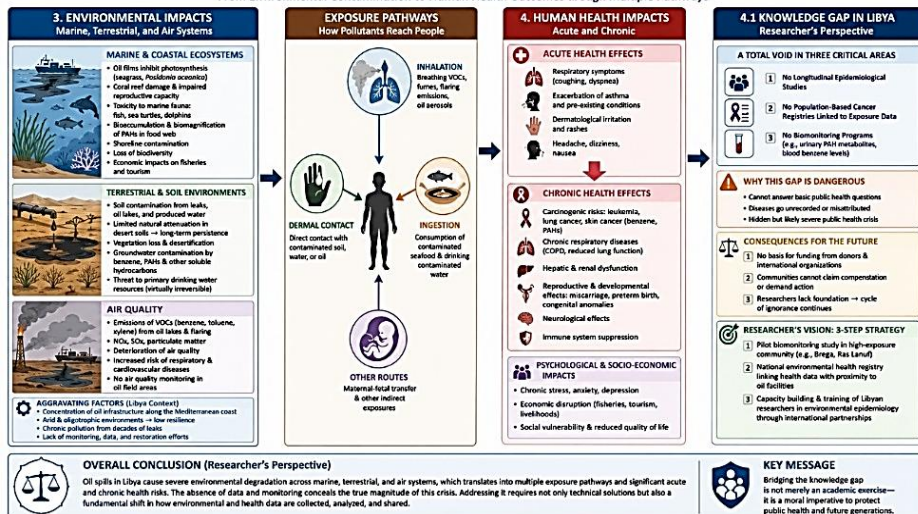 3. ENVIRONMENTAL IMPACTS
Marine, Terrestrial, and Air Systems
MARINE & COASTAL ECOSYSTEMS
• Oil films inhibit photosynthesis
(seagrass, Posidonia oceanica)
• Coral reef damage & impaired
reproductive capacity
• Toxicity to marine fauna:
fish, sea turtles, dolphins
• Bioaccumulation & biomagnification
of PAHs in food web
• Shoreline contamination
• Loss of biodiversity
• Economic impacts on fisheries
and tourism
TERRESTRIAL & SOIL ENVIRONMENTS
• Soil contamination from leaks,
oil lakes, and produced water
• Limited natural attenuation in
desert soils → long-term persistence
• Vegetation loss & desertification
• Groundwater contamination by
benzene, PAHs & other soluble
hydrocarbons
• Threat to primary drinking water
resources (virtually irreversible)
AIR QUALITY
• Emissions of VOCs (benzene, toluene,
xylene) from oil lakes & flaring
• NOx, SOx, particulate matter
• Deterioration of air quality
• Increased risk of respiratory &
cardiovascular diseases
• No air quality monitoring in
oil field areas
AGGRAVATING FACTORS (Libya Context)
• Concentration of oil infrastructure along the Mediterranean coast
• Arid & oligotrophic environments → low resilience
• Chronic pollution from decades of leaks
• Lack of monitoring, data, and restoration efforts
EXPOSURE PATHWAYS
How Pollutants Reach People
INHALATION
Breathing VOCs,
fumes, flaring
emissions,
oil aerosols
DERMAL CONTACT
Direct contact with
contaminated soil,
water, or oil
INGESTION
Consumption of
contaminated
seafood & drinking
contaminated
water
OTHER ROUTES
Maternal-fetal transfer
& other indirect
exposures
4. HUMAN HEALTH IMPACTS
Acute and Chronic
ACUTE HEALTH EFFECTS
Respiratory symptoms
(coughing, dyspnea)
Exacerbation of asthma
and pre-existing conditions
Dermatological irritation
and rashes
Headache, dizziness,
nausea
CHRONIC HEALTH EFFECTS
Carcinogenic risks: leukemia,
lung cancer, skin cancer (benzene,
PAHs)
Chronic respiratory diseases
(COPD, reduced lung function)
Hepatic & renal dysfunction
Reproductive & developmental
effects: miscarriage, preterm birth,
congenital anomalies
Neurological effects
Immune system suppression
PSYCHOLOGICAL & SOCIO-ECONOMIC
IMPACTS
• Chronic stress, anxiety, depression
• Economic disruption (fisheries, tourism,
livelihoods)
• Social vulnerability & reduced quality of life
4.1 KNOWLEDGE GAP IN LIBYA
Researcher's Perspective
A TOTAL VOID IN THREE CRITICAL AREAS
1 No Longitudinal Epidemiological
Studies
2 No Population-Based Cancer
Registries Linked to Exposure Data
3 No Biomonitoring Programs
(e.g., urinary PAH metabolites,
blood benzene levels)
WHY THIS GAP IS DANGEROUS
• Cannot answer basic public health questions
• Diseases go unrecorded or misattributed
• Hidden but likely severe public health crisis
CONSEQUENCES FOR THE FUTURE
1 No basis for funding from donors &
international organizations
2 Communities cannot claim compensation
or demand action
3 Researchers lack foundation → cycle
of ignorance continues
RESEARCHER'S VISION: 3-STEP STRATEGY
1 Pilot biomonitoring study in high-exposure
community (e.g., Brega, Ras Lanuf)
2 National environmental health registry
linking health data with proximity to
oil facilities
3 Capacity building & training of Libyan
researchers in environmental epidemiology
through international partnerships
OVERALL CONCLUSION (Researcher's Perspective)
Oil spills in Libya cause severe environmental degradation across marine, terrestrial, and air systems, which translates into multiple exposure pathways and significant acute
and chronic health risks. The absence of data and monitoring conceals the true magnitude of this crisis. Addressing it requires not only technical solutions but also a
fundamental shift in how environmental and health data are collected, analyzed, and shared.
KEY MESSAGE
Bridging the knowledge gap
is not merely an academic exercise—
it is a moral imperative to protect
public health and future generations.